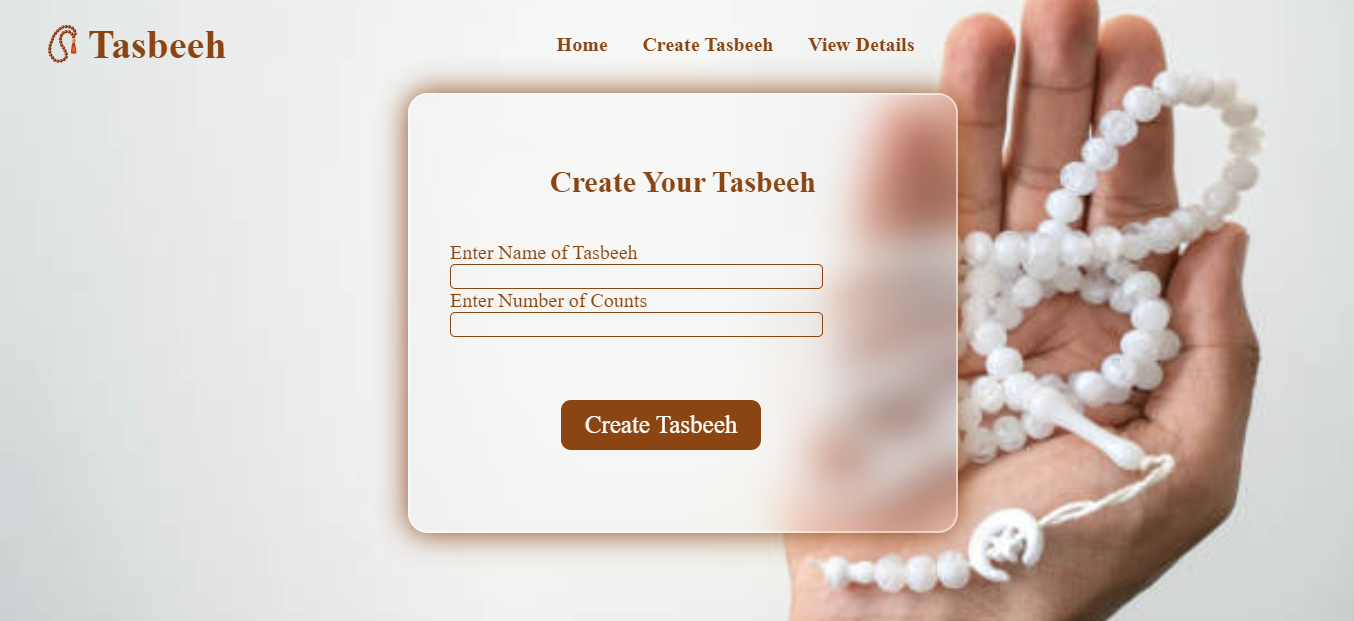 Tasbeeh
Home Create Tasbeeh View Details
Create Your Tasbeeh
Enter Name of Tasbeeh
Enter Number of Counts
Create Tasbeeh